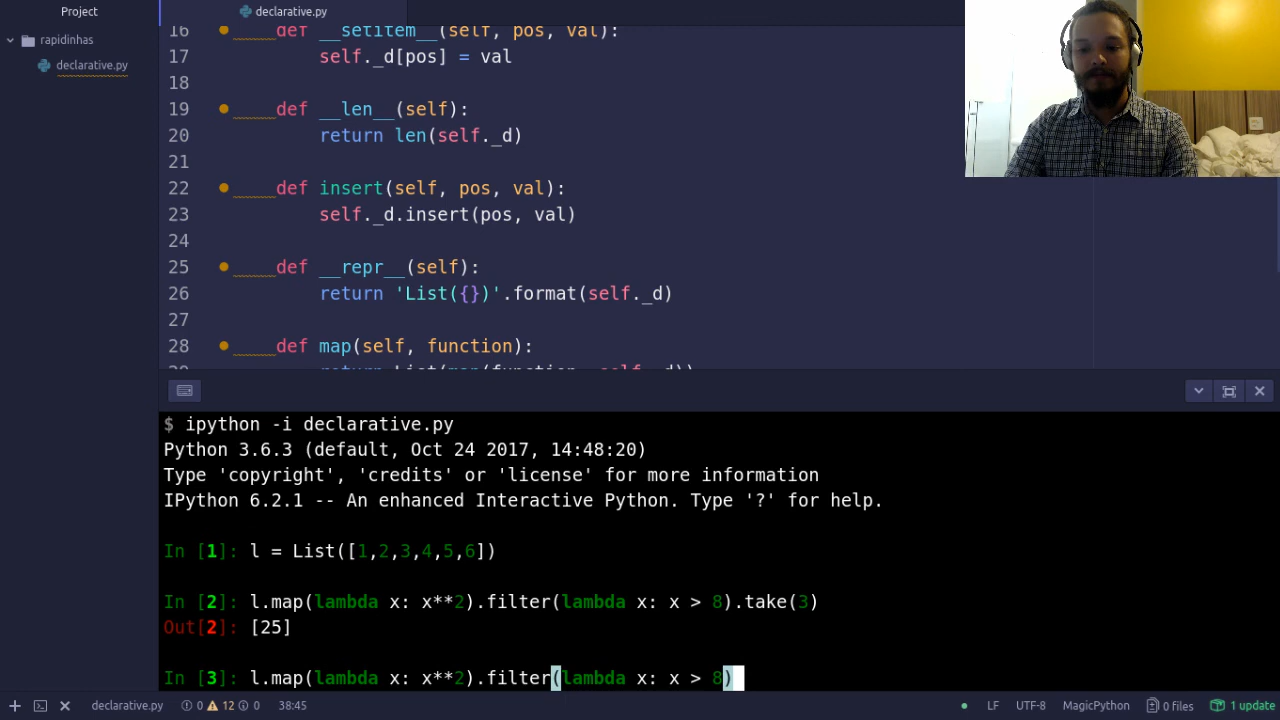 Project
declarative.py
rapidinhas
declarative.py
16 def __setitem__(self, pos, val):
17 self._d[pos] = val
18
19 def __len__(self):
20 return len(self._d)
21
22 def insert(self, pos, val):
23 self._d.insert(pos, val)
24
25 def __repr__(self):
26 return 'List({})'.format(self._d)
27
28 def map(self, function):
$ ipython -i declarative.py
Python 3.6.3 (default, Oct 24 2017, 14:48:20)
Type 'copyright', 'credits' or 'license' for more information
IPython 6.2.1 -- An enhanced Interactive Python. Type '?' for help.
In [1]: l = List([1,2,3,4,5,6])
In [2]: l.map(lambda x: x**2).filter(lambda x: x > 8).take(3)
Out[2]: [25]
In [3]: l.map(lambda x: x**2).filter(lambda x: x > 8)
declarative.py 0 12 0 38:45 LF UTF-8 MagicPython 0 files 1 update